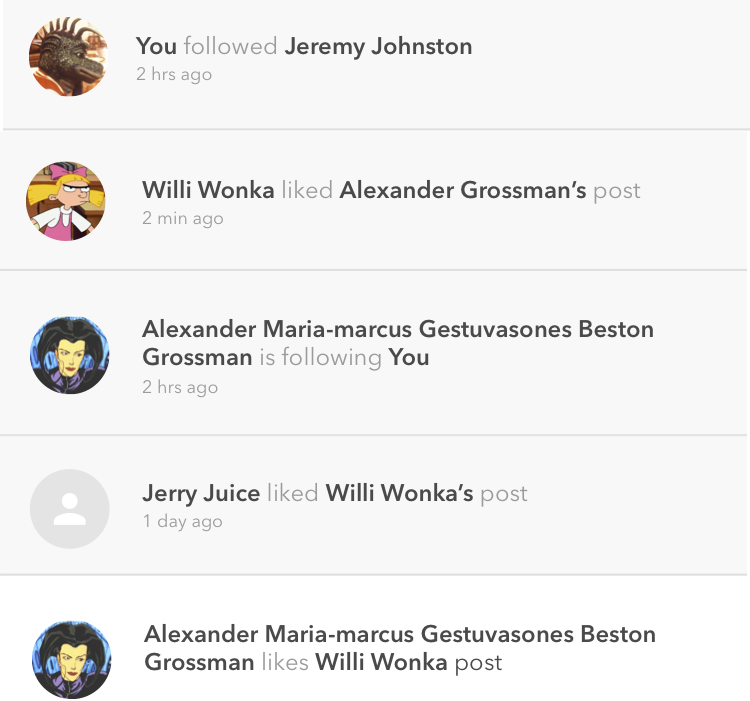 You followed Jeremy Johnston
2 hrs ago
Willi Wonka liked Alexander Grossman’s post
2 min ago
Alexander Maria-marcus Gestuvasones Beston
Grossman is following You
2 hrs ago
Jerry Juice liked Willi Wonka’s post
1 day ago
Alexander Maria-marcus Gestuvasones Beston
Grossman likes Willi Wonka post